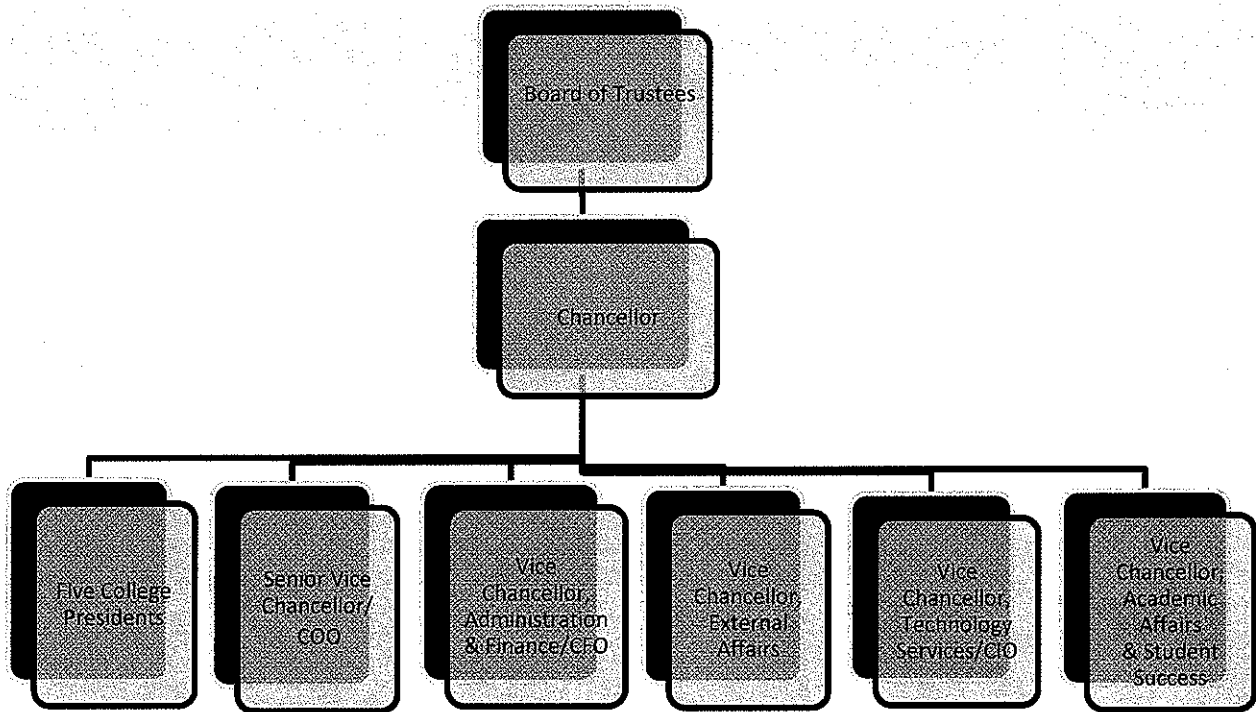 Board of Trustees
Chancellor
Five College
Presidents
Senior Vice
Chancellor/
COO
Vice
Chancellor,
Administration
& Finance/CFO
Vice
Chancellor
External
Affairs
Vice
Chancellor,
Technology
Services/CIO
Vice
Chancellor,
Academic
Affairs
& Student
Success